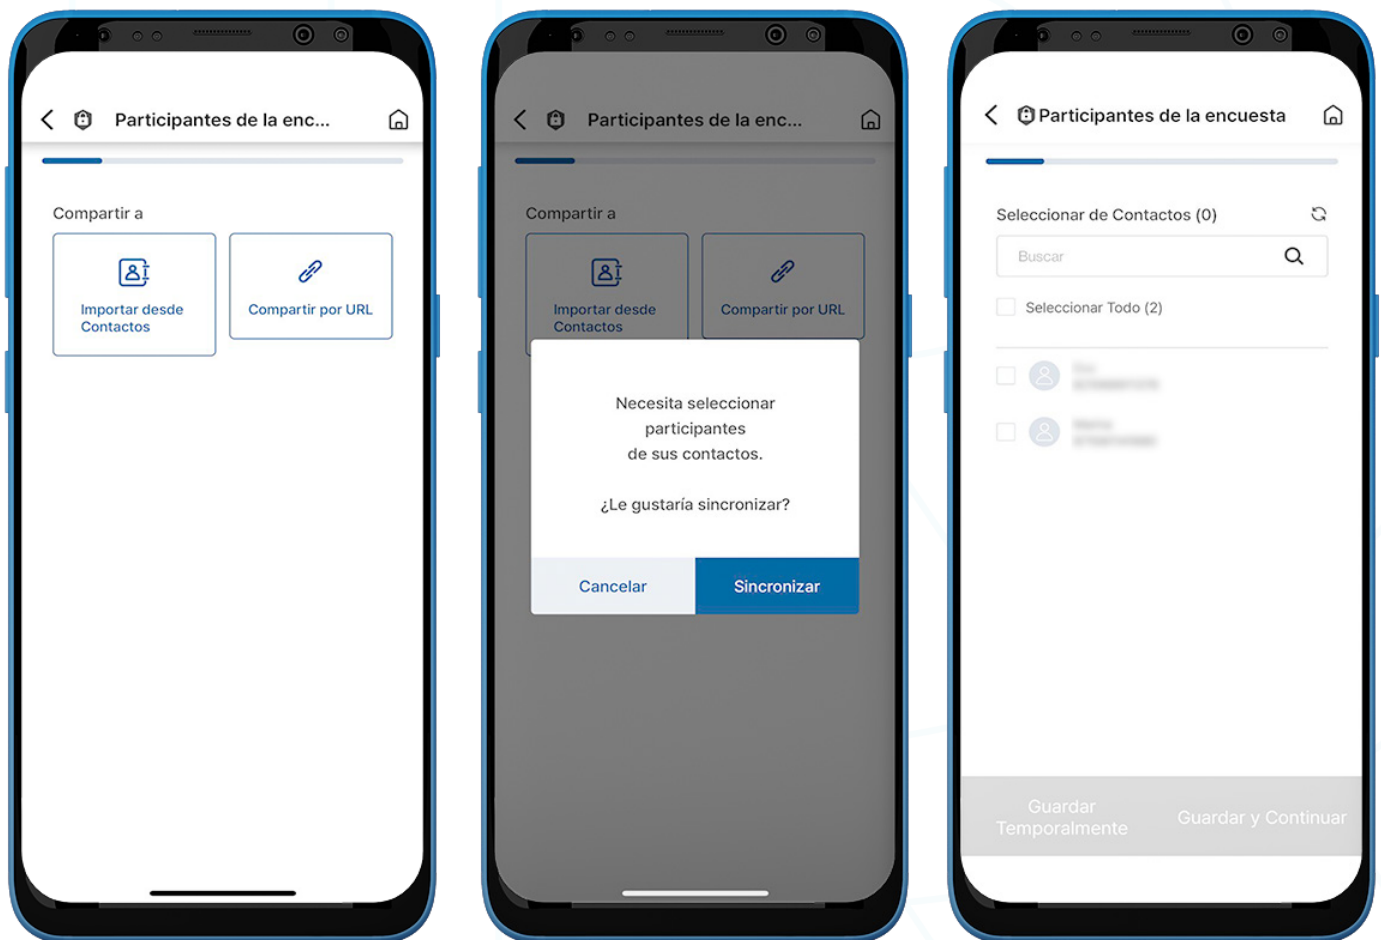 Participantes de la enc...
Compartir a
Importar desde
Contactos
Compartir por URL
Participantes de la enc...
Compartir a
Importar desde
Contactos
Compartir por URL
Necesita seleccionar
participantes
de sus contactos.
¿Le gustaría sincronizar?
Cancelar
Sincronizar
Participantes de la encuesta
Seleccionar de Contactos (0)
Buscar
Seleccionar Todo (2)
Guardar
Temporalmente
Guardar y Continuar